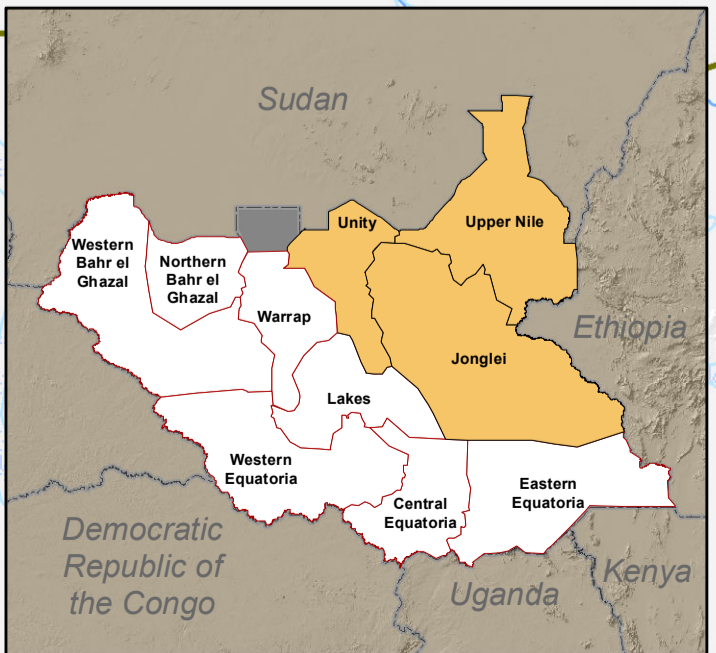 Sudan
Unity
Upper Nile
Western
Bahr el
Ghazal
Northern
Bahr el
Ghazal
Warrap
Ethiopia
Jonglei
Lakes
Western
Equatoria
Eastern
Equatoria
Central
Equatoria
Democratic
Republic of
the Congo
Uganda
Kenya